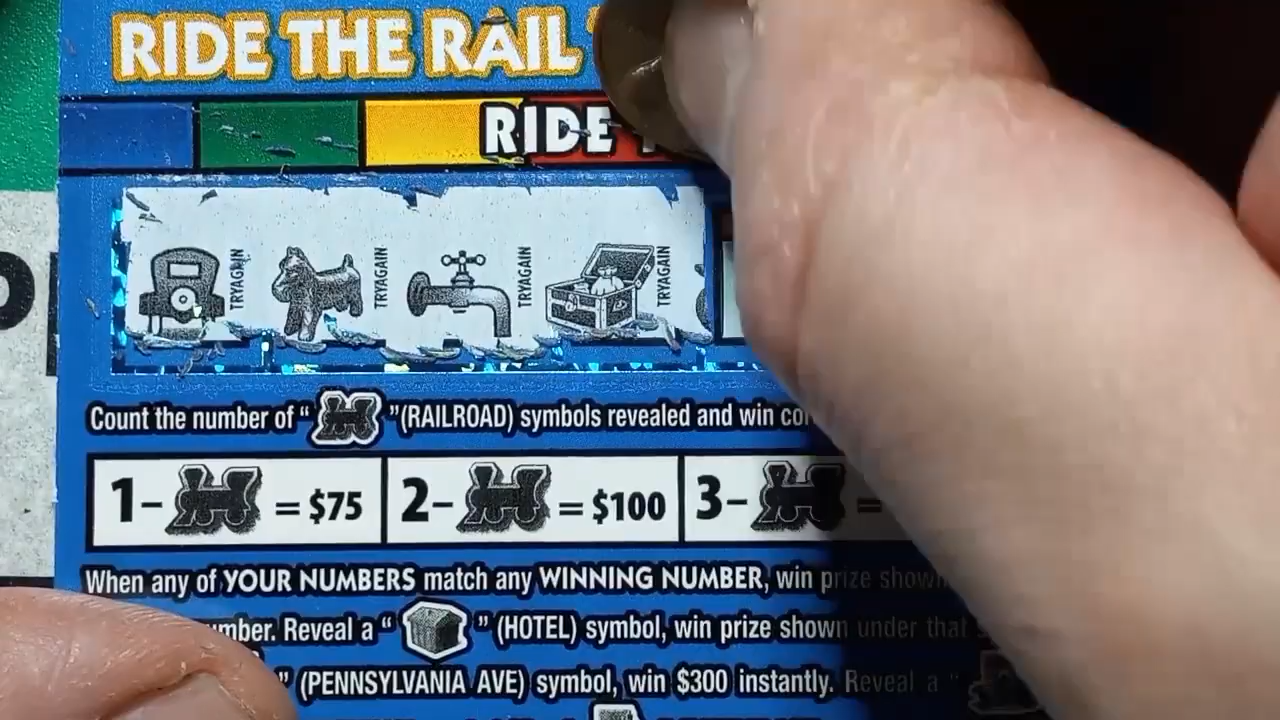 RIDE THE RAIL
RIDE
TRYAGAIN TRYAGAIN TRYAGAIN TRYAGAIN
Count the number of “ ”(RAILROAD) symbols revealed and win
1- = $75 2- = $100 3- =
When any of YOUR NUMBERS match any WINNING NUMBER, win prize shown
number. Reveal a “ ” (HOTEL) symbol, win prize shown under that
” (PENNSYLVANIA AVE) symbol, win $300 instantly. Reveal a “